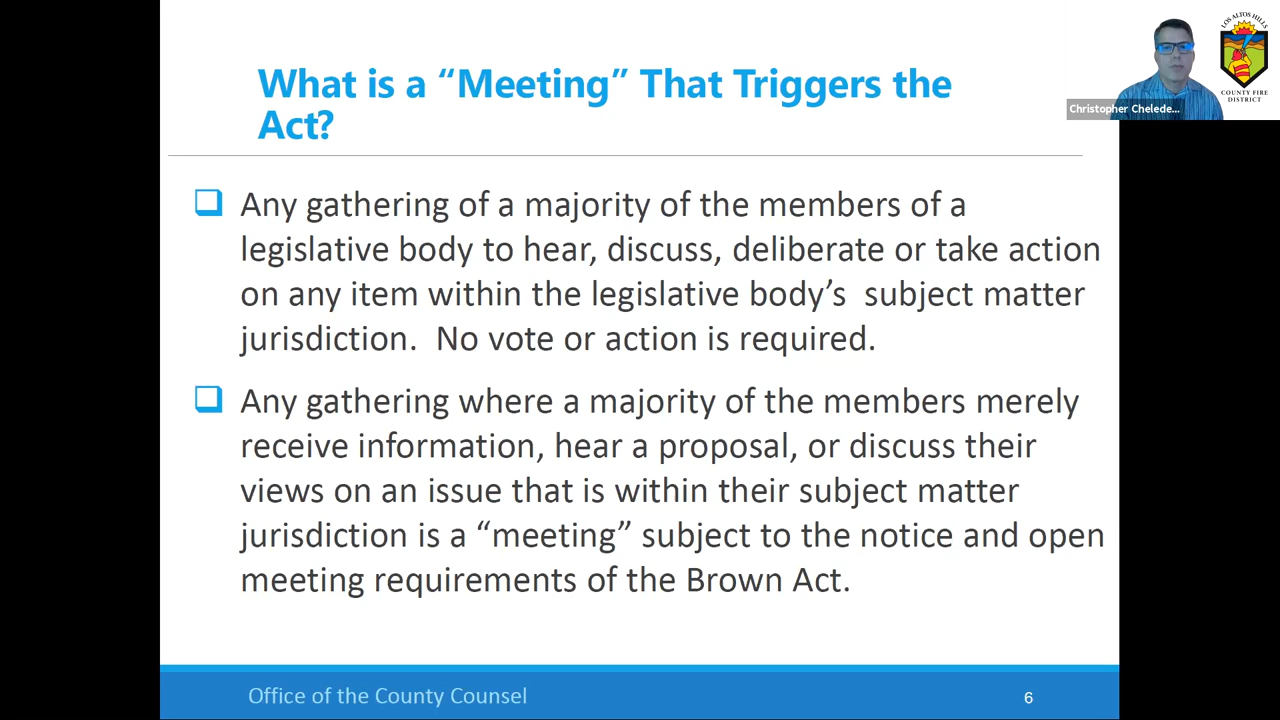 What is a “Meeting” That Triggers the
Act?
Any gathering of a majority of the members of a
legislative body to hear, discuss, deliberate or take action
on any item within the legislative body’s  subject matter
jurisdiction.  No vote or action is required.
Any gathering where a majority of the members merely
receive information, hear a proposal, or discuss their
views on an issue that is within their subject matter
jurisdiction is a “meeting” subject to the notice and open
meeting requirements of the Brown Act.
Office of the County Counsel
6
Christopher Chelede...
LOS ALTOS HILLS
COUNTY FIRE
DISTRICT